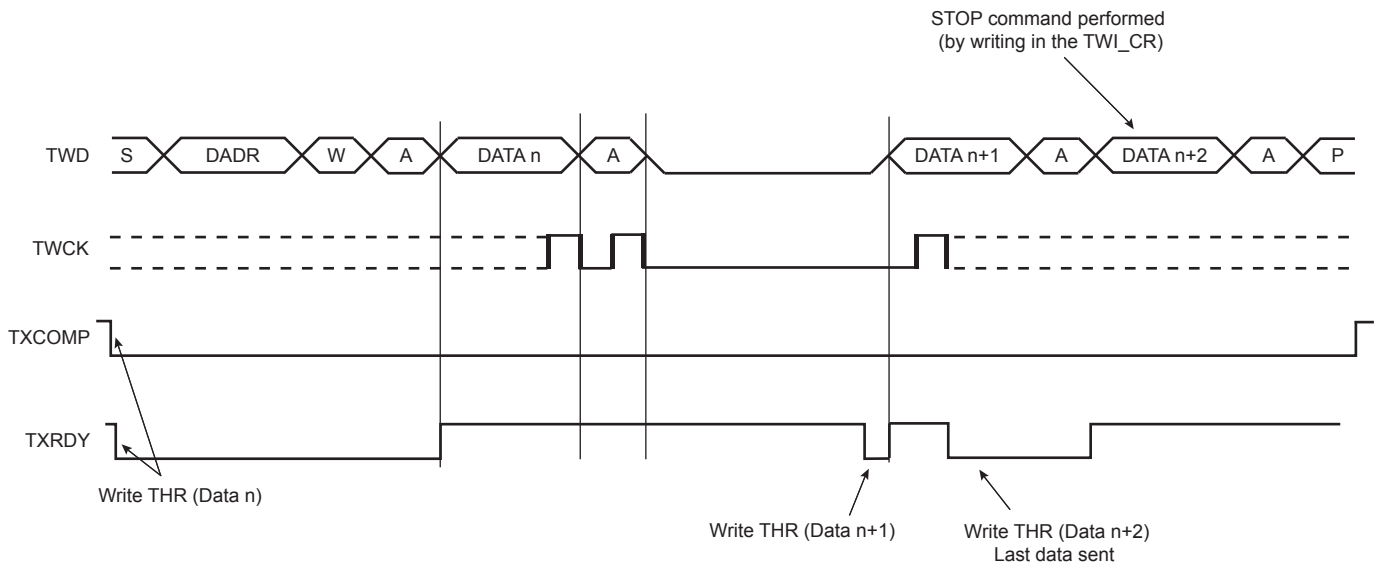 STOP command performed
(by writing in the TWI_CR)
TWD
S
DADR
W
A
DATA n
A
DATA n+1
A
DATA n+2
A
P
TWCK
TXCOMP
TXRDY
Write THR (Data n)
Write THR (Data n+1)
Write THR (Data n+2)
Last data sent